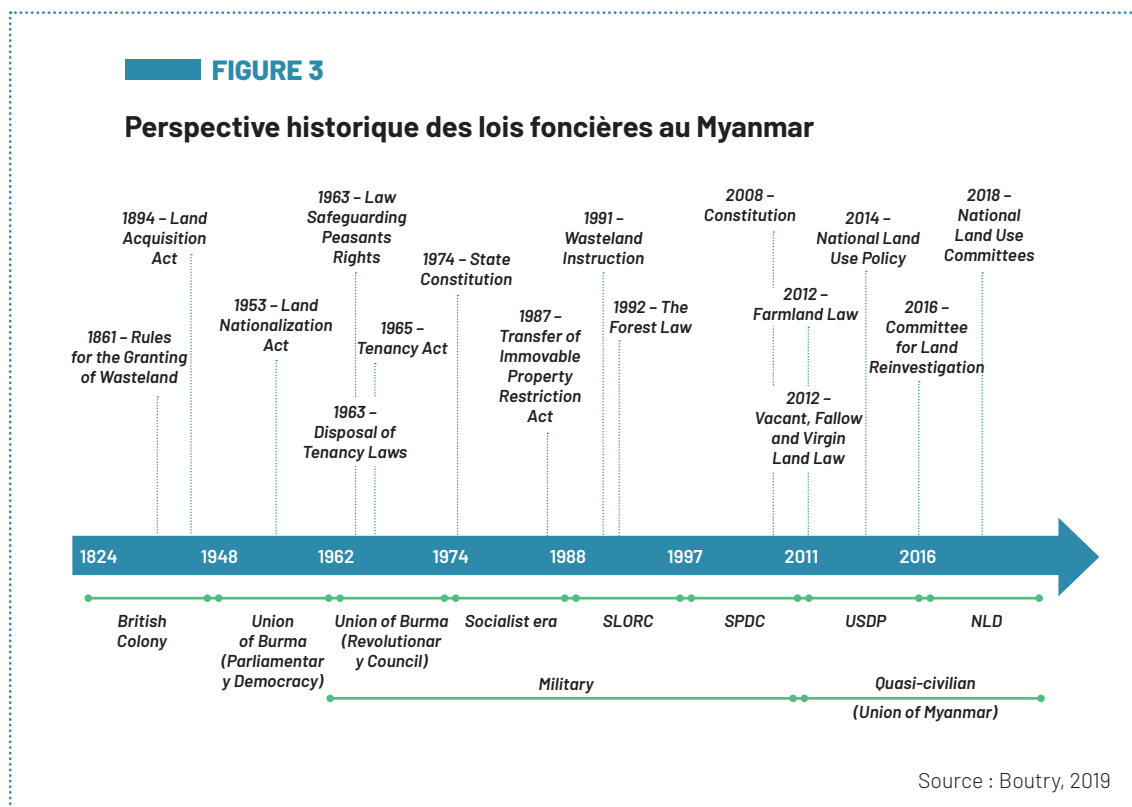 FIGURE 3
Perspective historique des lois foncières au Myanmar
1861 – Rules
for the Granting
of Wasteland
1894 – Land
Acquisition
Act
1953 – Land
Nationalization
Act
1963 – Law
Safeguarding
Peasants
Rights
1963 –
Disposal of
Tenancy Laws
1965 –
Tenancy Act
1974 – State
Constitution
1987 –
Transfer of
Immovable
Property
Restriction
Act
1991 –
Wasteland
Instruction
1992 – The
Forest Law
2008 –
Constitution
2012 –
Farmland Law
2012 –
Vacant, Fallow
and Virgin
Land Law
2014 –
National Land
Use Policy
2016 –
Committee
for Land
Reinvestigation
2018 –
National
Land Use
Committees
1824 1948 1962 1974 1988 1997 2011 2016
British
Colony
Union
of Burma
(Parliamentar
y Democracy)
Union of Burma
(Revolutionar
y Council)
Socialist era
SLORC
SPDC
USDP
NLD
Military
Quasi-civilian
(Union of Myanmar)
Source : Boutry, 2019